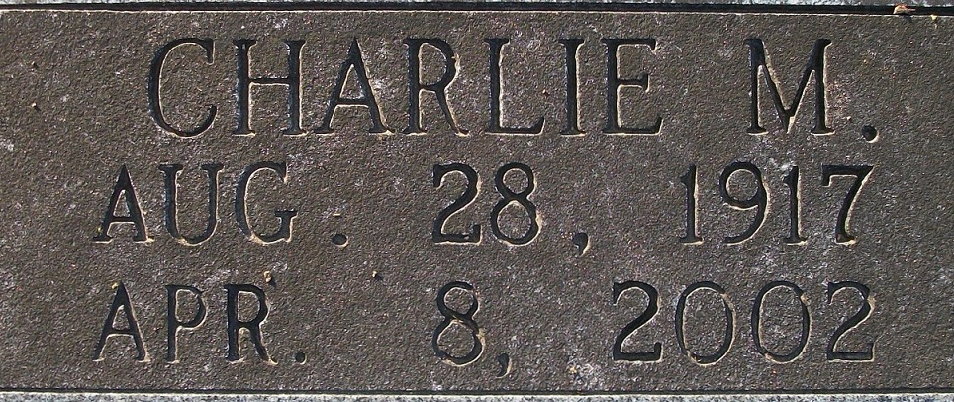 CHARLIE M.
AUG. 28, 1917
APR. 8, 2002